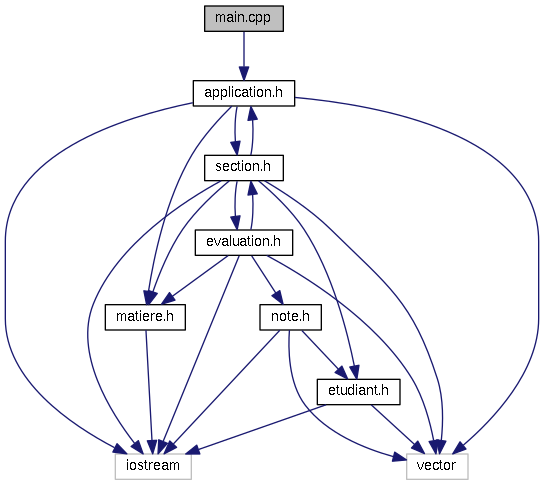 main.cpp
application.h
section.h
evaluation.h
matiere.h
note.h
etudiant.h
iostream
vector